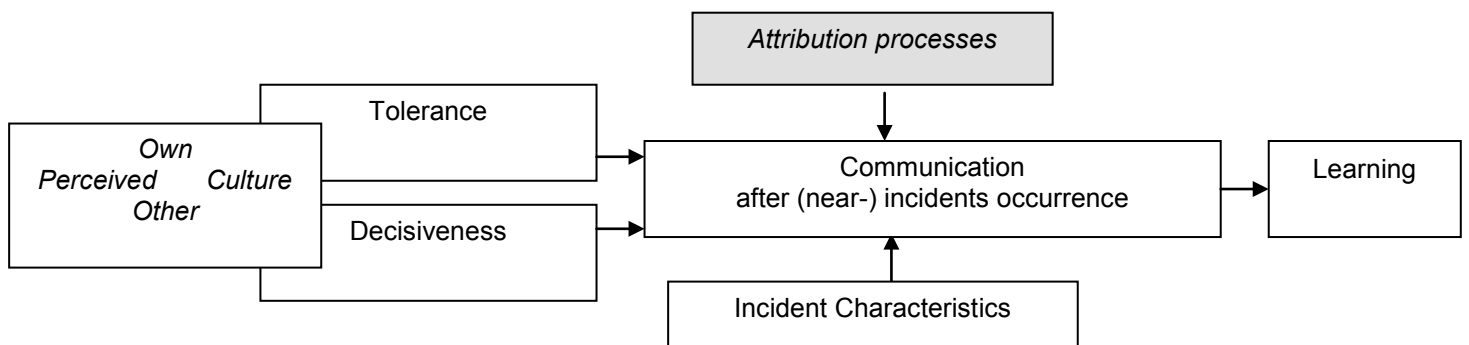 Attribution processes
Tolerance
Own
Perceived Culture
Other
Decisiveness
Communication
after (near-) incidents occurrence
Learning
Incident Characteristics